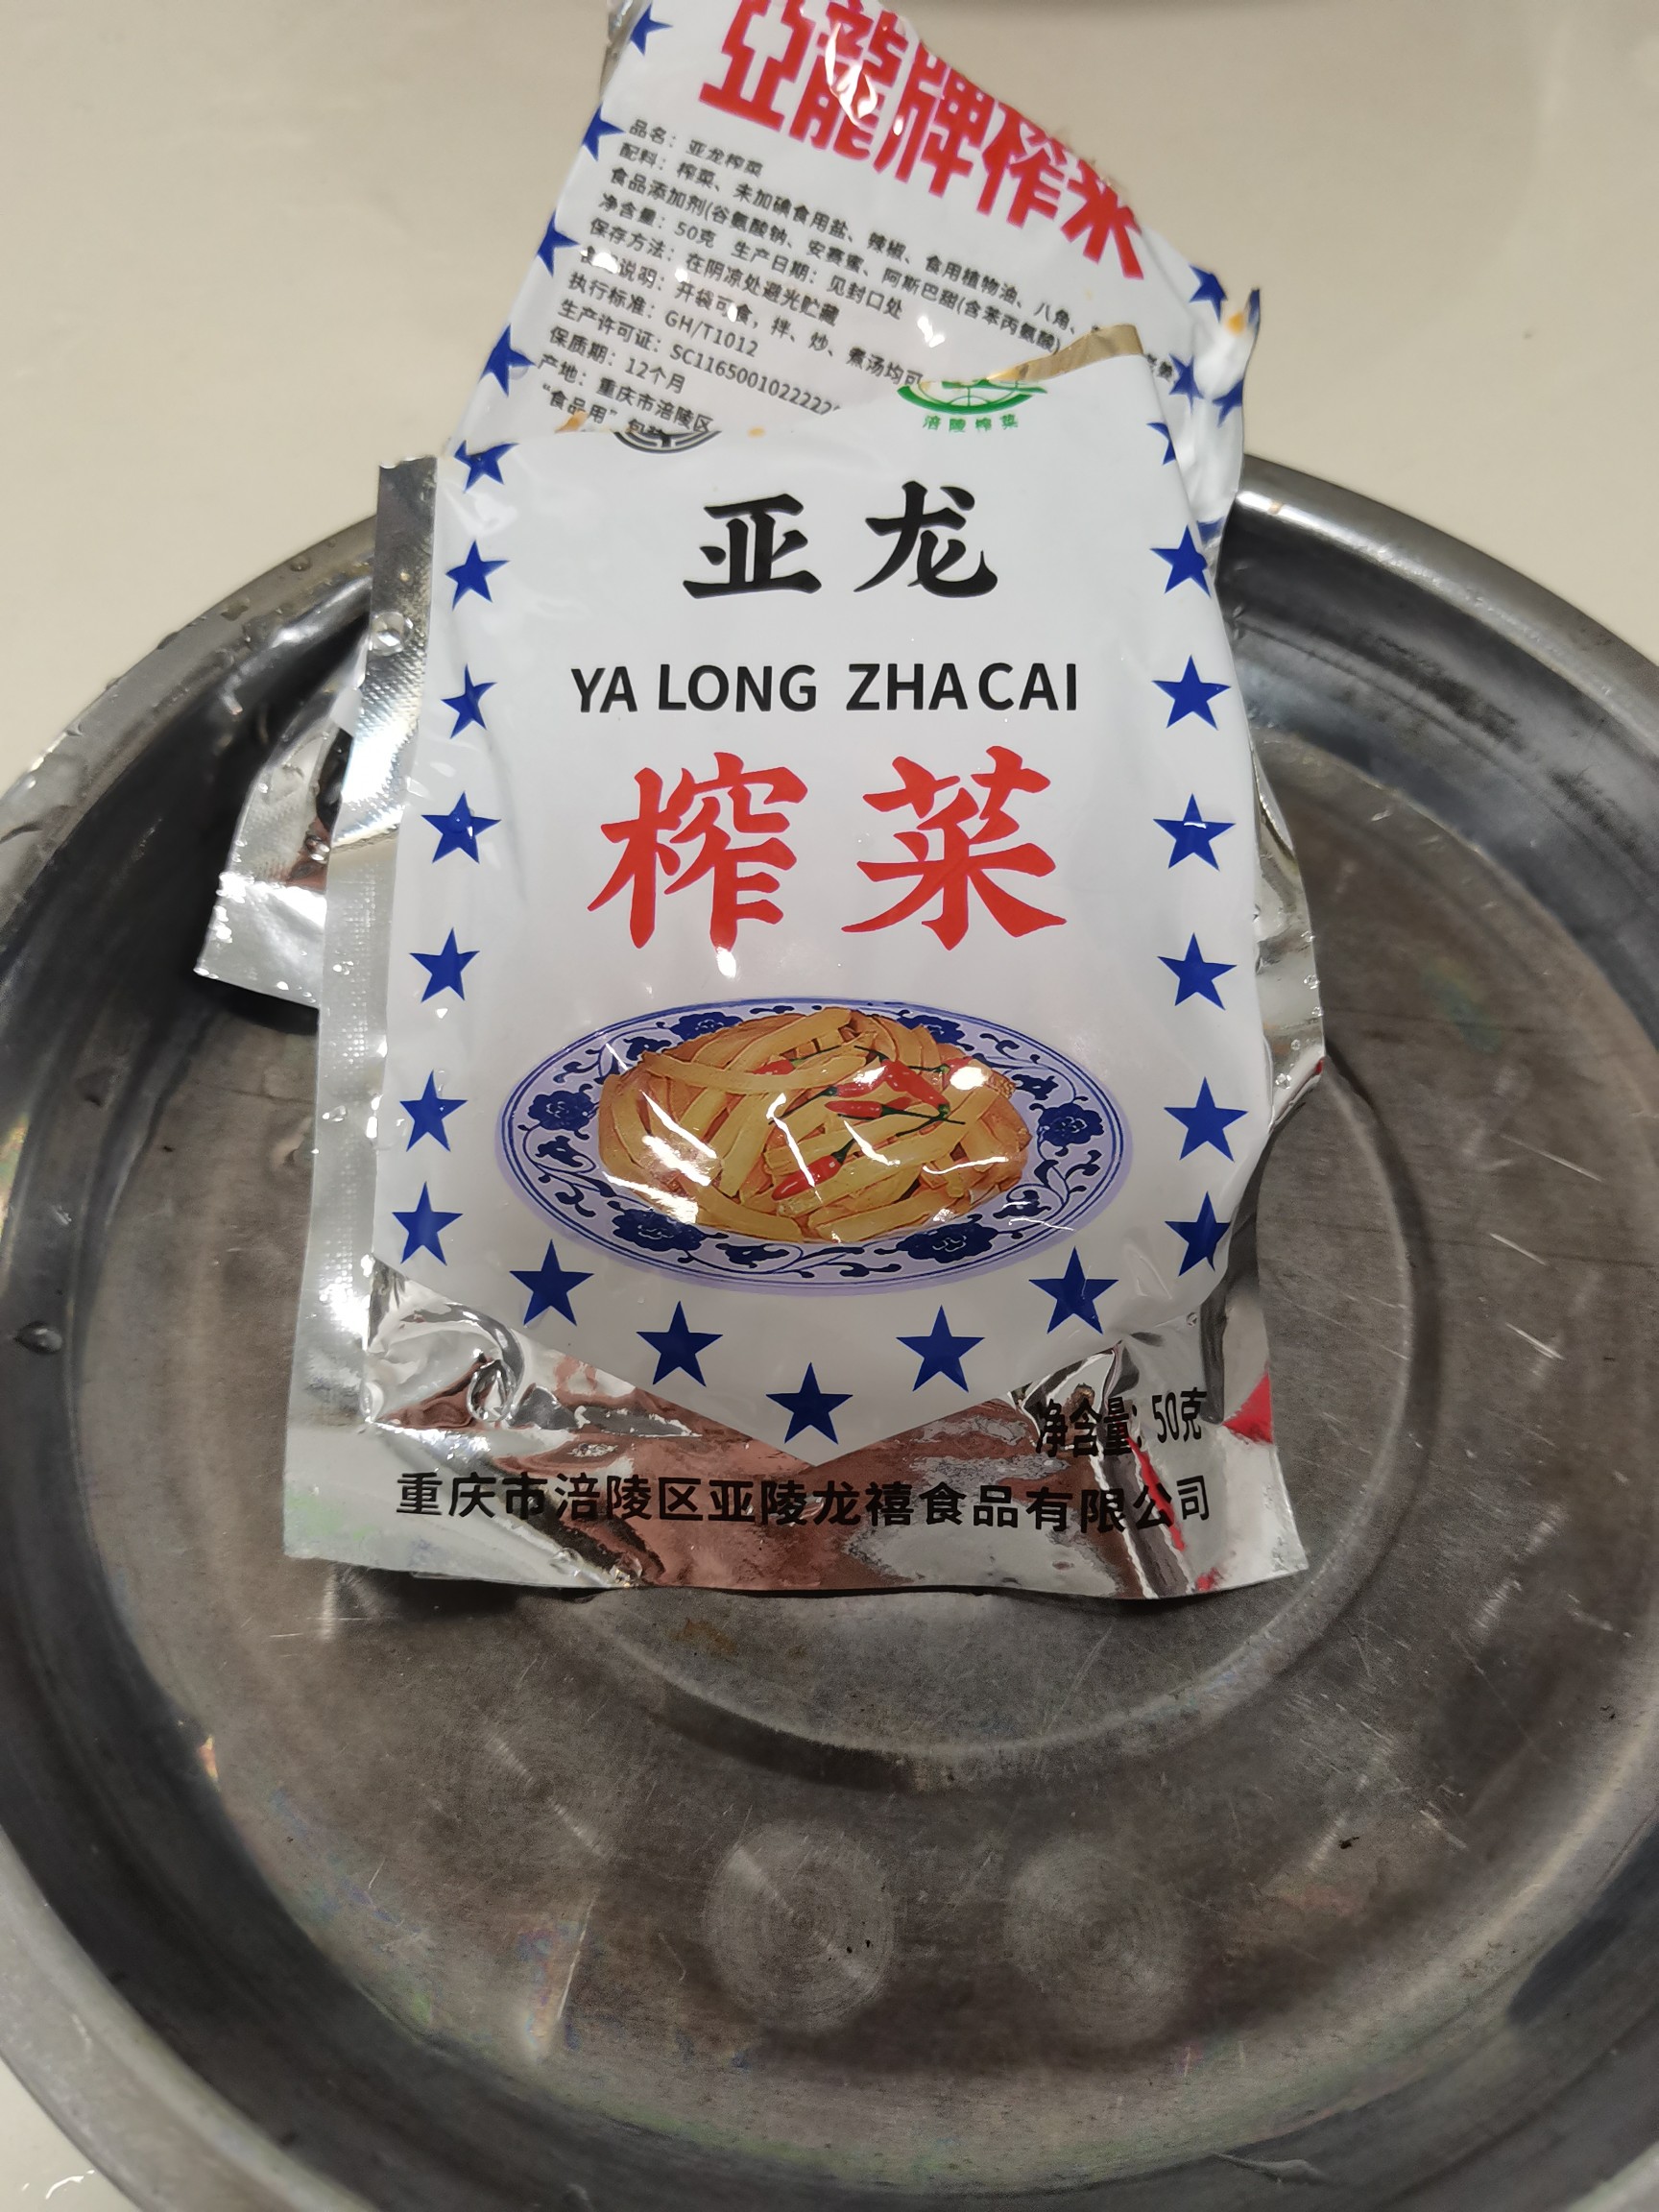 亞龍牌榨菜
品名：亚龙榨菜
配料：榨菜、未加碘食用盐、辣椒、食用植物油、八角、
食品添加剂(谷氨酸钠、安赛蜜、阿斯巴甜(含苯丙氨酸)
净含量：50克 生产日期：见封口处
保存方法：在阴凉处避光贮藏
说明：开袋可食，拌、炒、煮汤均可
执行标准：GH/T1012
生产许可证：SC1165001022222
保质期：12个月
产地：重庆市涪陵区
“食品用”
涪陵榨菜
亚龙
YA LONG ZHACAI
榨菜
净含量：50克
重庆市涪陵区亚陵龙禧食品有限公司